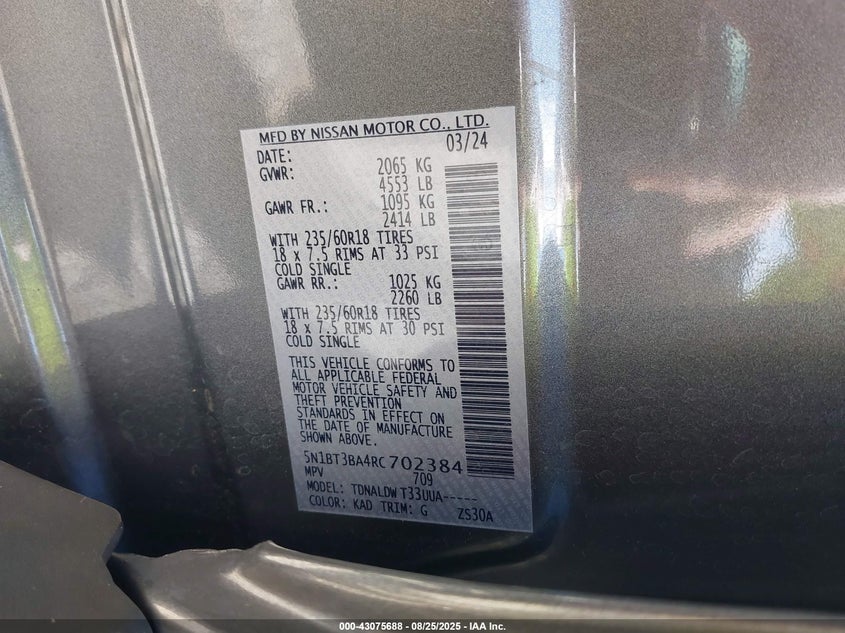 MFD BY NISSAN MOTOR CO., LTD.
DATE: 03/24
GVWR: 2065 KG
4553 LB
GAWR FR.: 1095 KG
2414 LB
WITH 235/60R18 TIRES
18 x 7.5 RIMS AT 33 PSI
COLD SINGLE
GAWR RR.: 1025 KG
2260 LB
WITH 235/60R18 TIRES
18 x 7.5 RIMS AT 30 PSI
COLD SINGLE
THIS VEHICLE CONFORMS TO
ALL APPLICABLE FEDERAL
MOTOR VEHICLE SAFETY AND
THEFT PREVENTION
STANDARDS IN EFFECT ON
THE DATE OF MANUFACTURE
SHOWN ABOVE.
5N1BT3BA4RC702384
MPV 709
MODEL: TDNALDW T33UUA-----
COLOR: KAD TRIM: G ZS30A
000-43075688 | 08/25/2025 - IAA Inc.